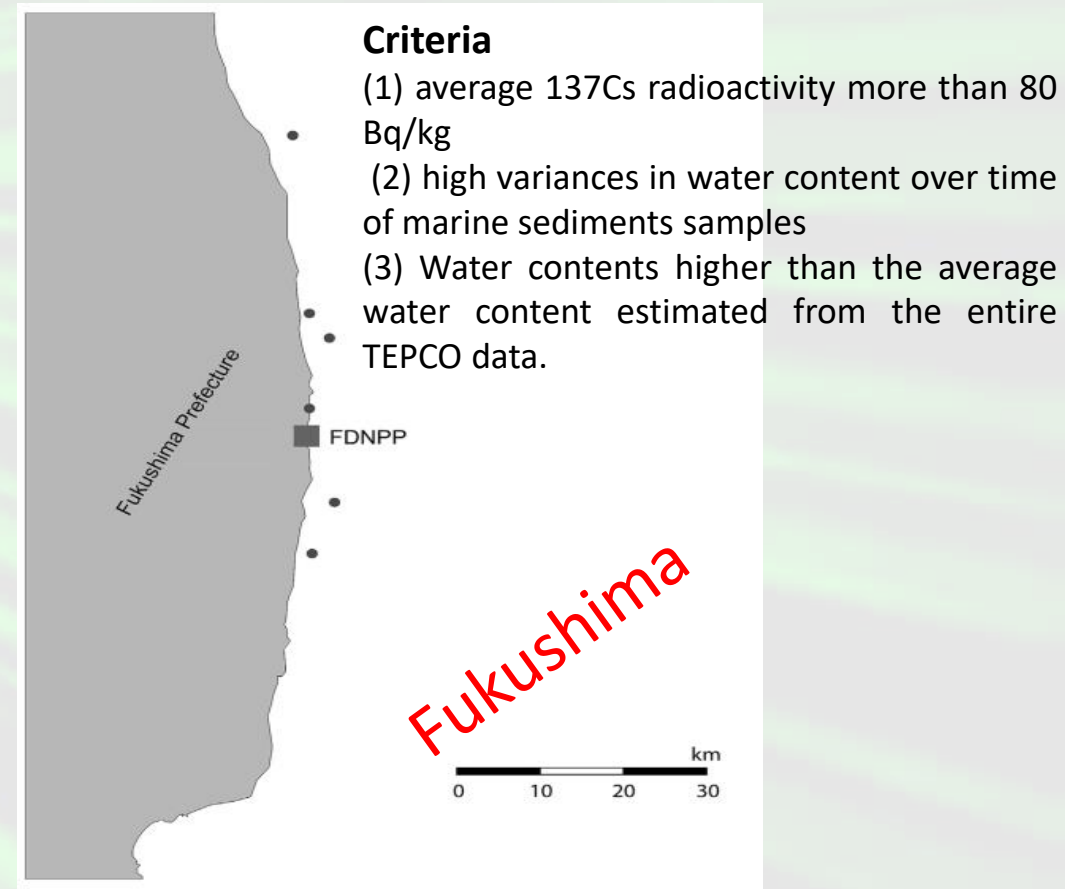 Criteria
(1) average 137Cs radioactivity more than 80
Bq/kg
(2) high variances in water content over time
of marine sediments samples
(3) Water contents higher than the average
water content estimated from the entire
TEPCO data.
Fukushima Prefecture
FDNPP
Fukushima
km
0 10 20 30